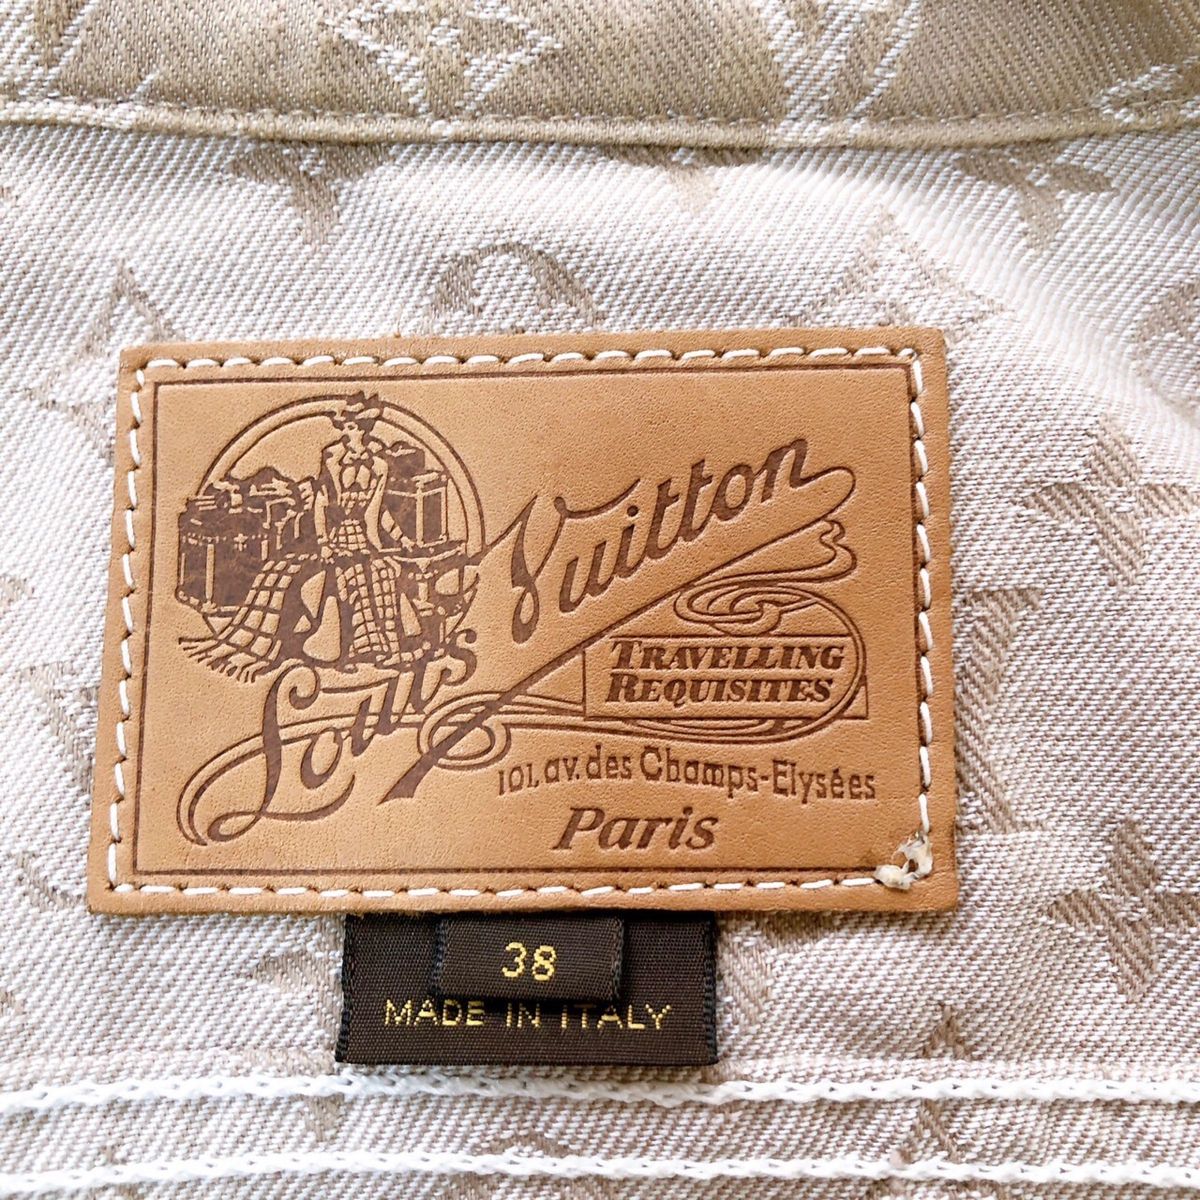 Louis Vuitton
TRAVELLING
REQUISITES
101, av. des Champs-Elysées
Paris
38
MADE IN ITALY